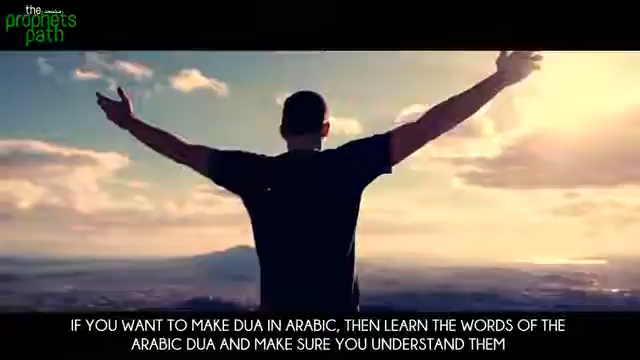 the
prophets
path
IF YOU WANT TO MAKE DUA IN ARABIC, THEN LEARN THE WORDS OF THE
ARABIC DUA AND MAKE SURE YOU UNDERSTAND THEM